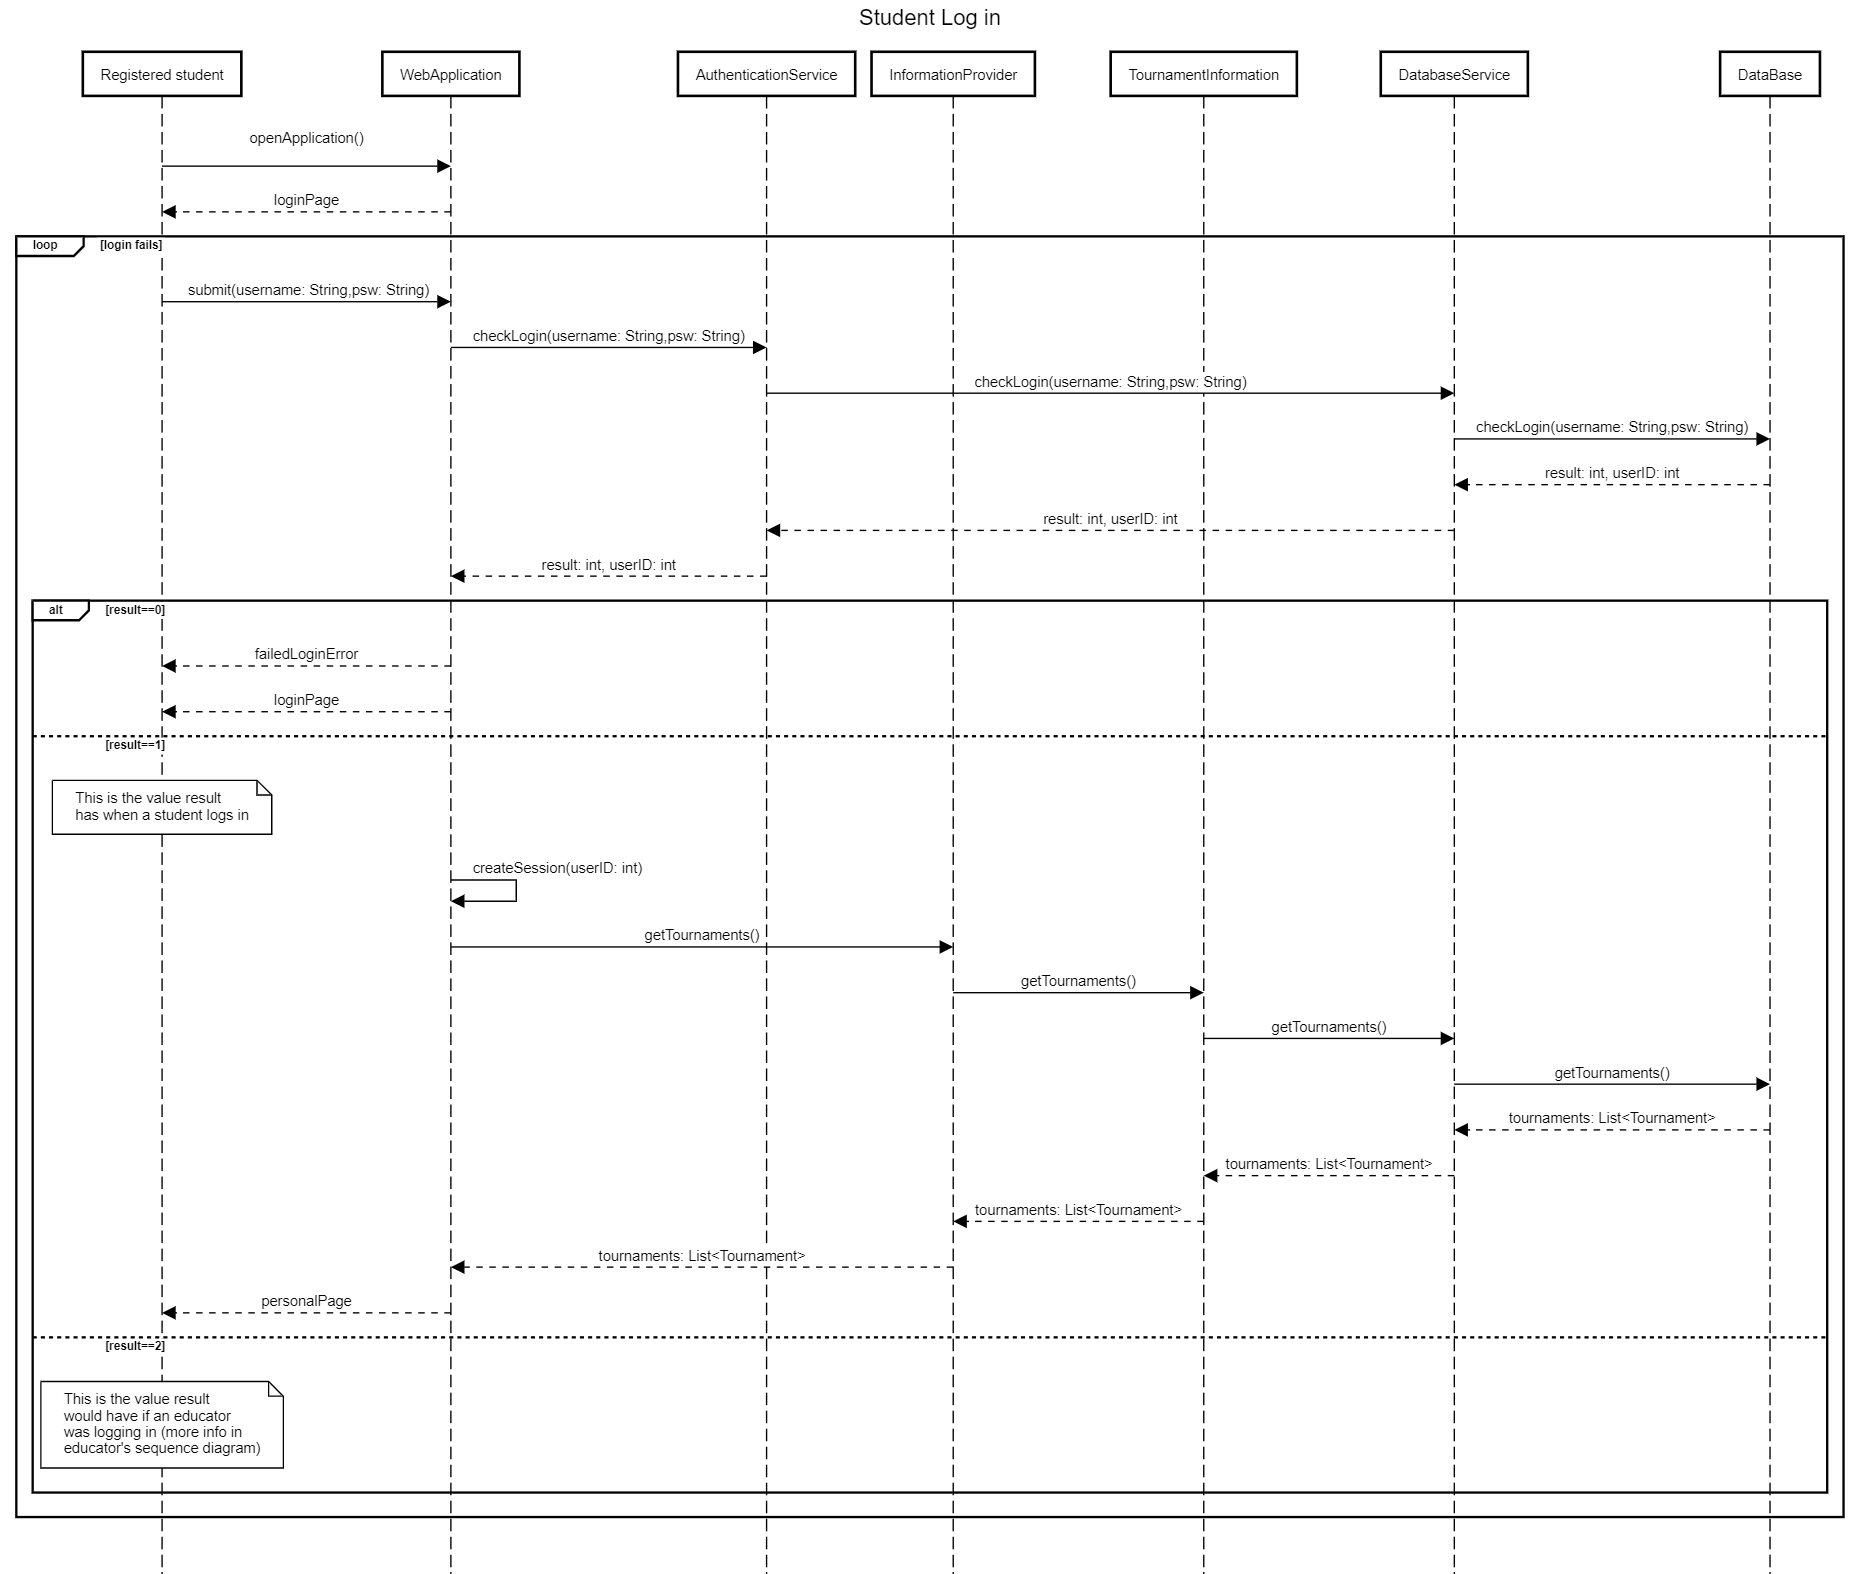 Student Log in
Registered student
WebApplication
AuthenticationService
InformationProvider
TournamentInformation
DatabaseService
DataBase
openApplication()
loginPage
loop
[login fails]
submit(username: String,psw: String)
checkLogin(username: String,psw: String)
checkLogin(username: String,psw: String)
checkLogin(username: String,psw: String)
result: int, userID: int
result: int, userID: int
result: int, userID: int
alt
[result==0]
failedLoginError
loginPage
[result==1]
This is the value result
has when a student logs in
createSession(userID: int)
getTournaments()
getTournaments()
getTournaments()
getTournaments()
tournaments: List<Tournament>
tournaments: List<Tournament>
tournaments: List<Tournament>
tournaments: List<Tournament>
personalPage
[result==2]
This is the value result
would have if an educator
was logging in (more info in
educator's sequence diagram)